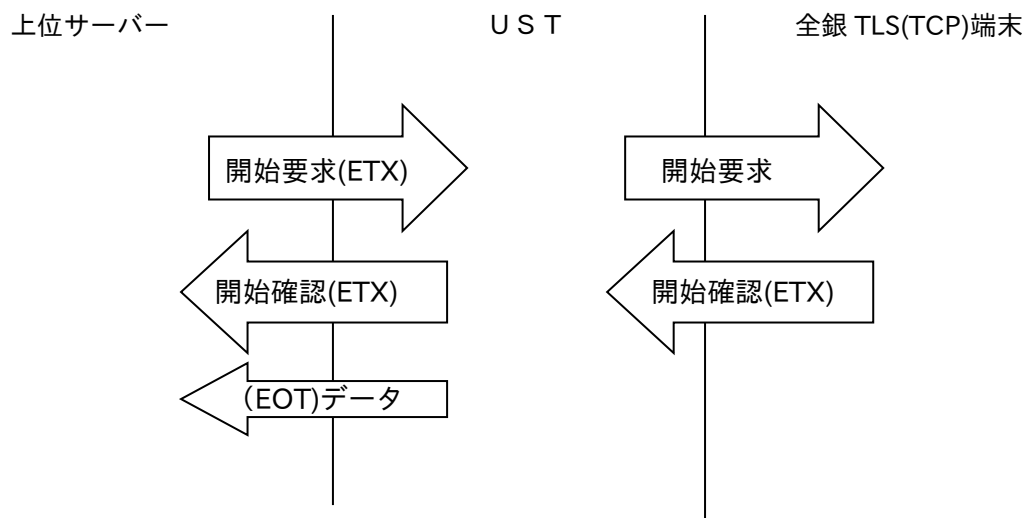 上位サーバー
ＵＳＴ
全銀 TLS(TCP)端末
開始要求(ETX)
開始要求
開始確認(ETX)
開始確認(ETX)
（EOT)データ